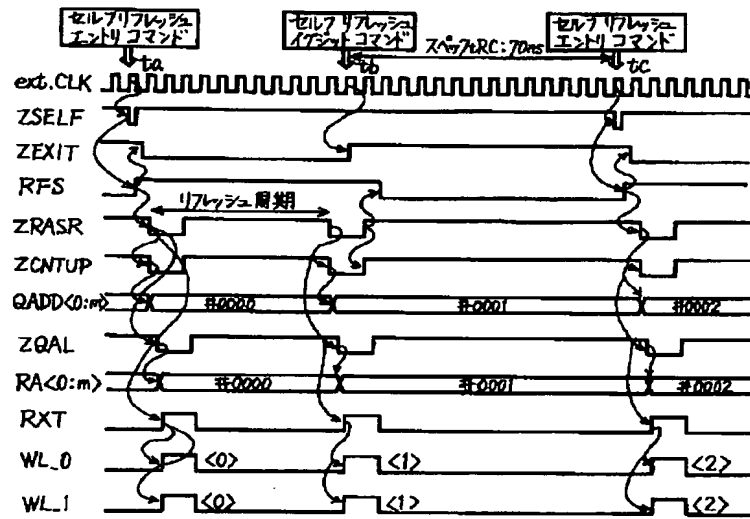 セルフリフレッシュ
エントリコマンド
セルフリフレッシュ
イグジットコマンド
セルフリフレッシュ
エントリコマンド
スペックtRC:70ns
ta
tb
tc
ext.CLK
ZSELF
ZEXIT
RFS
リフレッシュ周期
ZRASR
ZCNTUP
QADD<0:m> #0000 #0001 #0002
ZQAL
RA<0:m> #0000 #0001 #0002
RXT
WL_0 <0> <1> <2>
WL_1 <0> <1> <2>